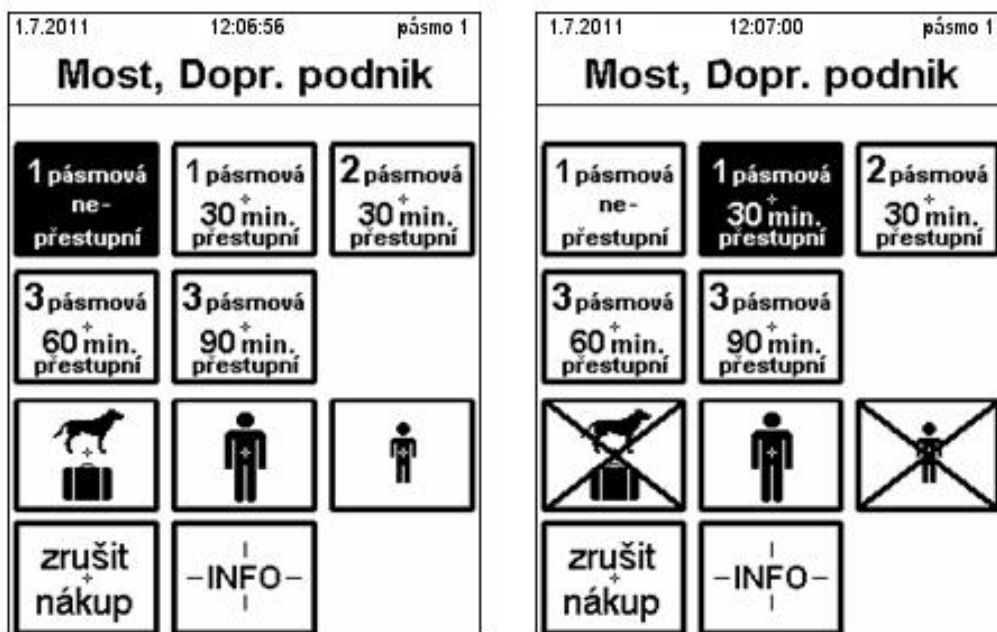 1.7.2011 12:06:56 pásmo 1
Most, Dopr. podnik
1 pásmová
ne-
přestupní
1 pásmová
30 min.
přestupní
2 pásmová
30 min.
přestupní
3 pásmová
60 min.
přestupní
3 pásmová
90 min.
přestupní
zrušit
nákup
-INFO-
1.7.2011 12:07:00 pásmo 1
Most, Dopr. podnik
1 pásmová
ne-
přestupní
1 pásmová
30 min.
přestupní
2 pásmová
30 min.
přestupní
3 pásmová
60 min.
přestupní
3 pásmová
90 min.
přestupní
zrušit
nákup
-INFO-